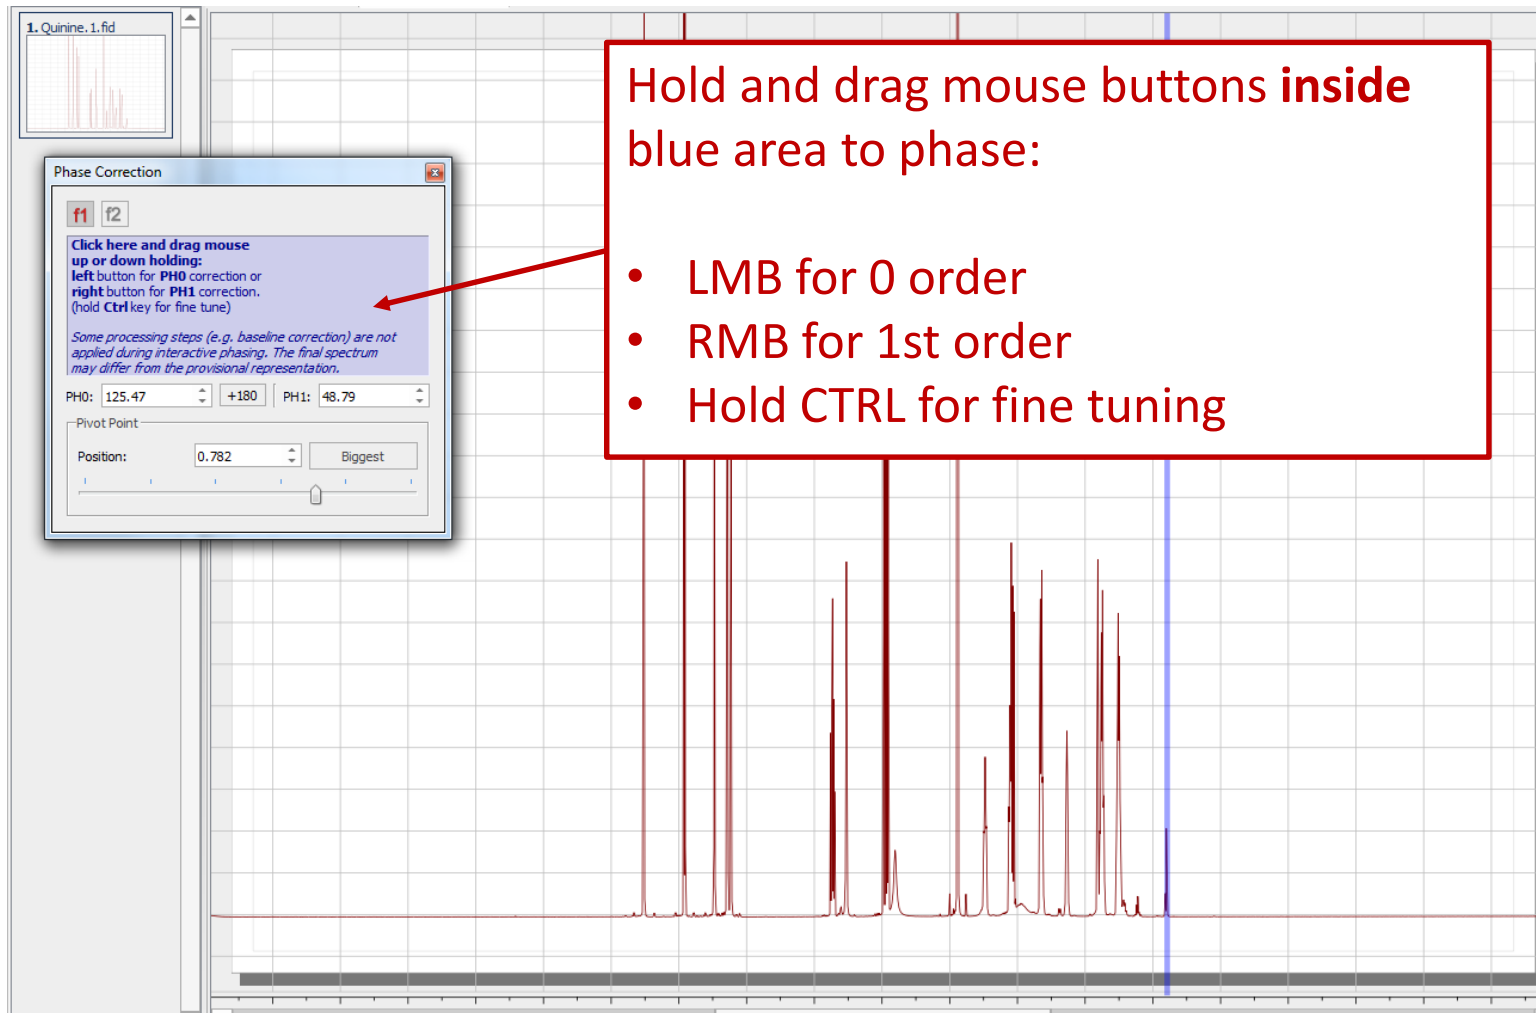 1. Quinine. 1.fid
Hold and drag mouse buttons inside
blue area to phase:
• LMB for 0 order
• RMB for 1st order
• Hold CTRL for fine tuning
Phase Correction
f1 f2
Click here and drag mouse
up or down holding:
left button for PH0 correction or
right button for PH1 correction.
(hold Ctrl key for fine tune)
Some processing steps (e.g. baseline correction) are not
applied during interactive phasing. The final spectrum
may differ from the provisional representation.
PH0: 125.47 +180 PH1: 48.79
Pivot Point
Position: 0.782 Biggest